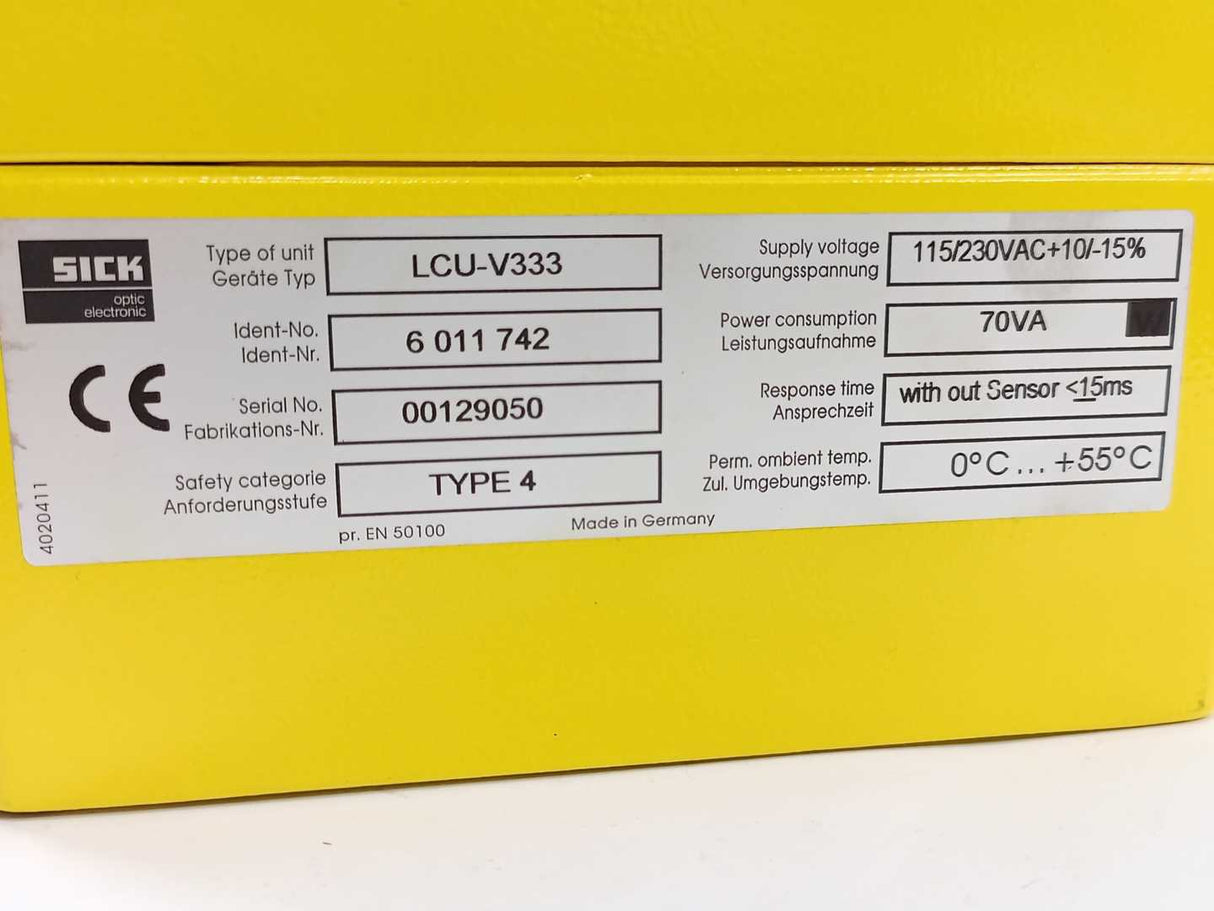 SICK
optic
electronic
Type of unit
Geräte Typ
LCU-V333
Ident-No.
Ident-Nr.
6 011 742
Serial No.
Fabrikations-Nr.
00129050
Safety categorie
Anforderungsstufe
TYPE 4
pr. EN 50100
Made in Germany
4020411
Supply voltage
Versorgungsspannung
115/230VAC+10/-15%
Power consumption
Leistungsaufnahme
70VA
W
Response time
Ansprechzeit
with out Sensor <15ms
Perm. ambient temp.
Zul. Umgebungstemp.
0°C ... +55°C
CE